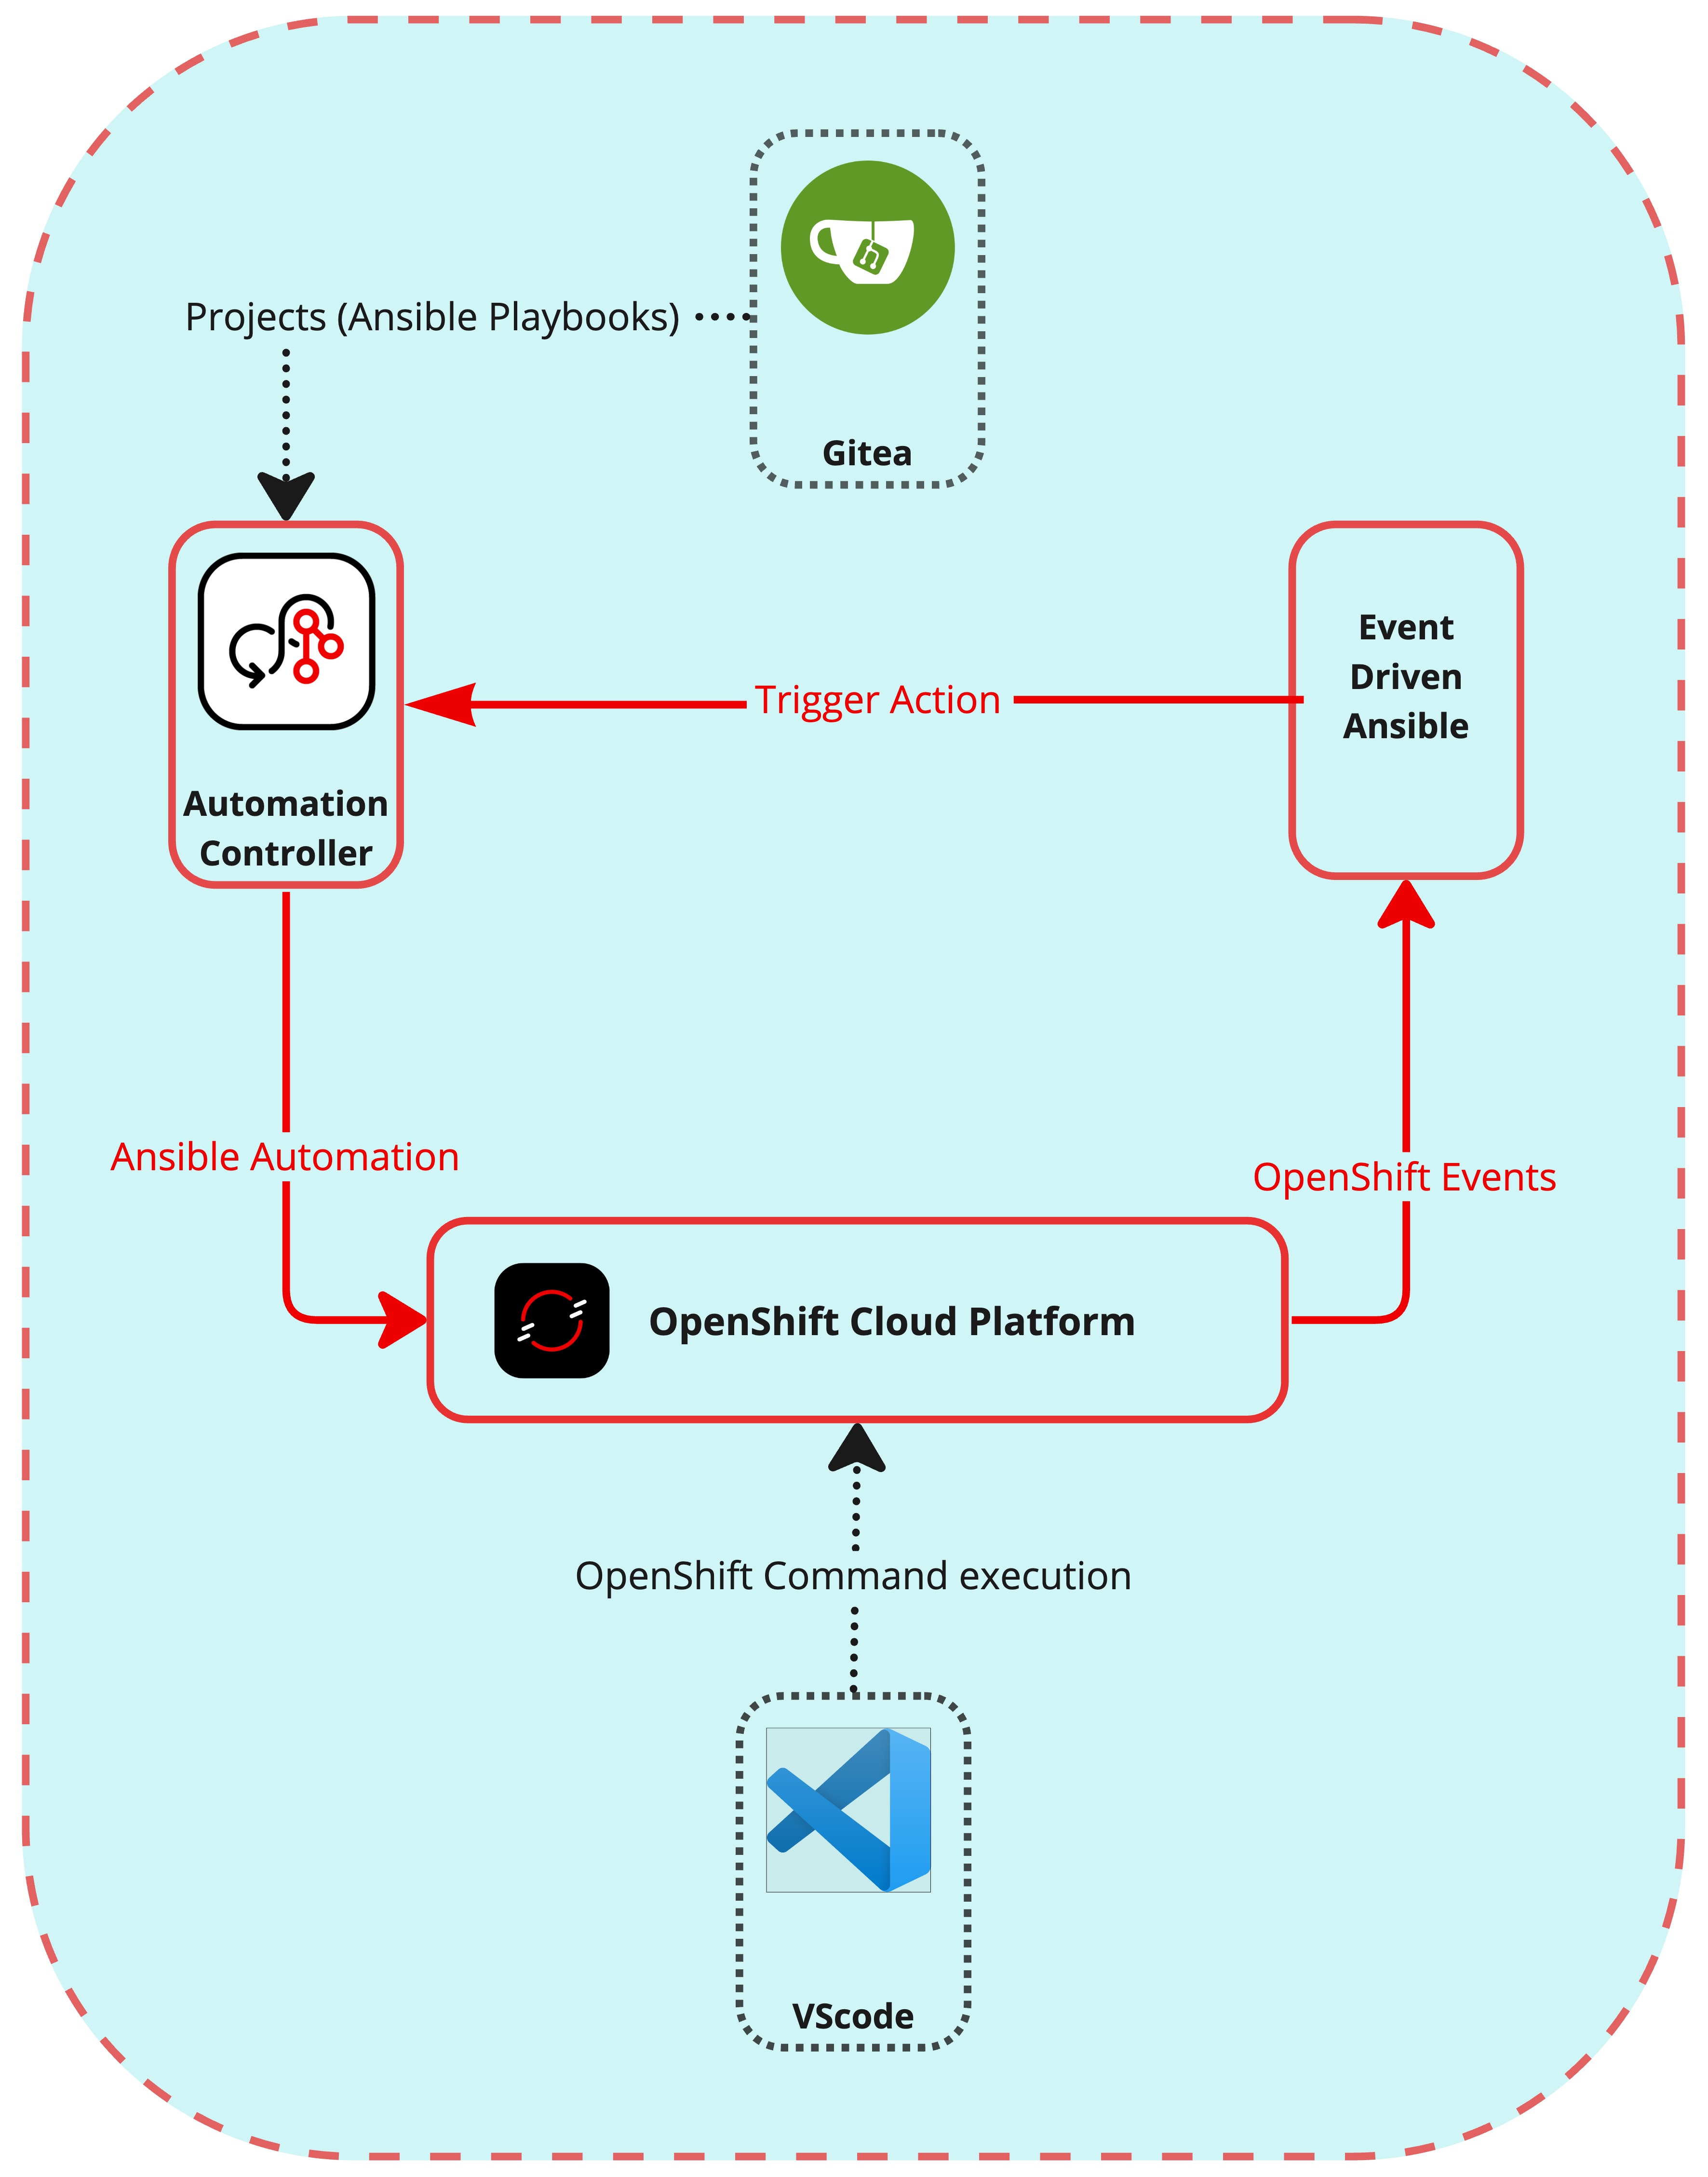 Gitea
Projects (Ansible Playbooks)
Automation
Controller
Trigger Action
Event
Driven
Ansible
Ansible Automation
OpenShift Events
OpenShift Cloud Platform
OpenShift Command execution
VScode